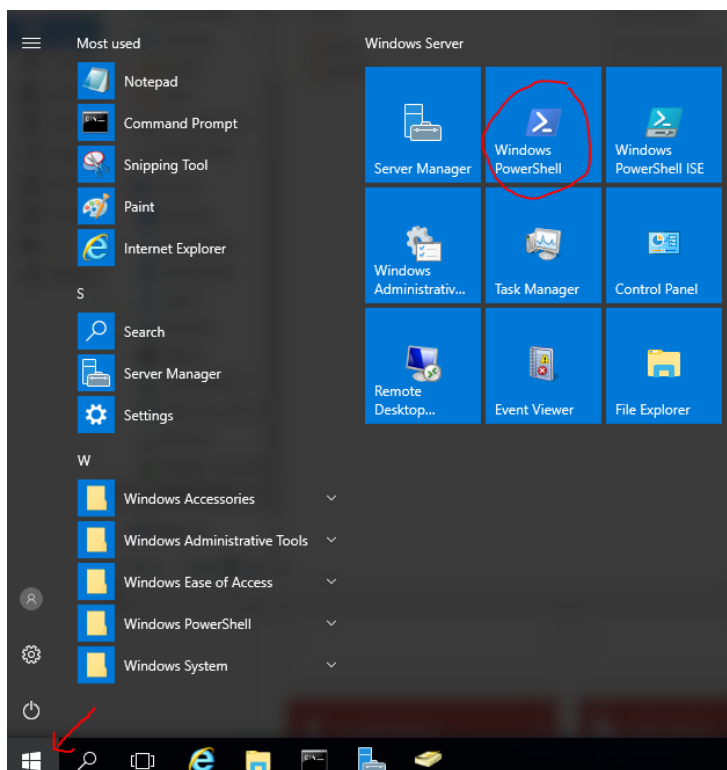 Most used
Notepad
Command Prompt
Snipping Tool
Paint
Internet Explorer
S
Search
Server Manager
Settings
W
Windows Accessories
Windows Administrative Tools
Windows Ease of Access
Windows PowerShell
Windows System
Windows Server
Server Manager
Windows
PowerShell
Windows
PowerShell ISE
Windows
Administrativ...
Task Manager
Control Panel
Remote
Desktop...
Event Viewer
File Explorer